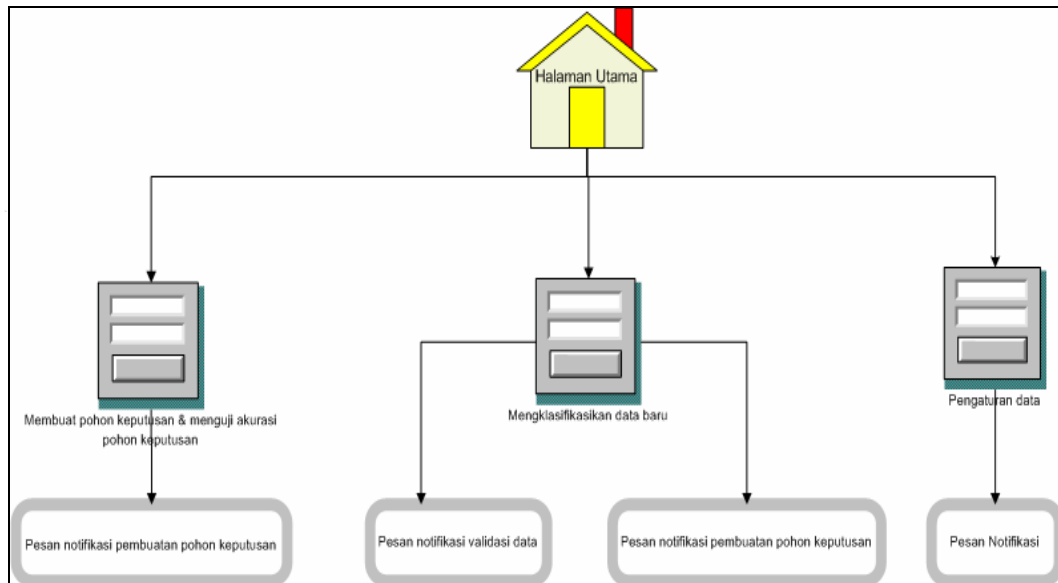 Halaman Utama
Membuat pohon keputusan & menguji akurasi
pohon keputusan
Mengklasifikasikan data baru
Pengaturan data
Pesan notifikasi pembuatan pohon keputusan
Pesan notifikasi validasi data
Pesan notifikasi pembuatan pohon keputusan
Pesan Notifikasi